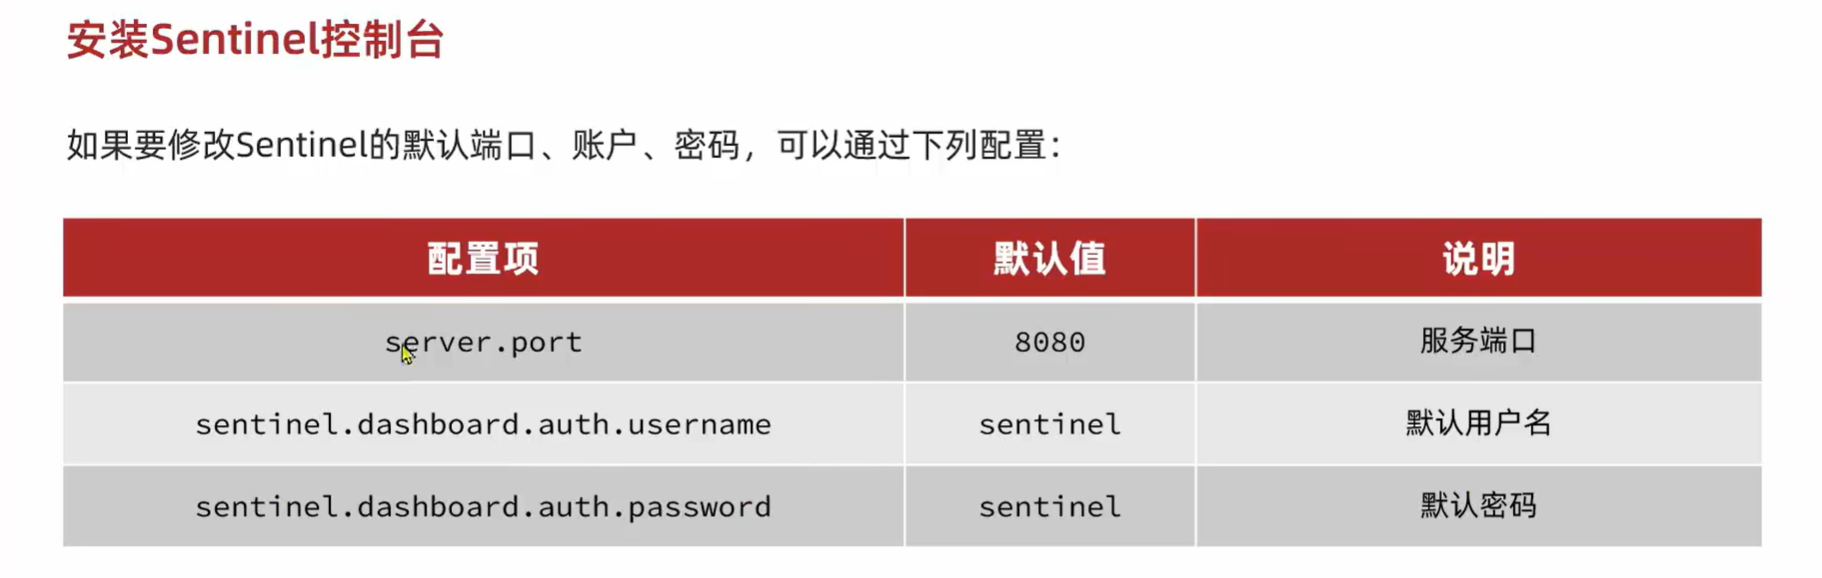 安装Sentinel控制台
如果要修改Sentinel的默认端口、账户、密码，可以通过下列配置：
配置项 默认值 说明
server.port 8080 服务端口
sentinel.dashboard.auth.username sentinel 默认用户名
sentinel.dashboard.auth.password sentinel 默认密码